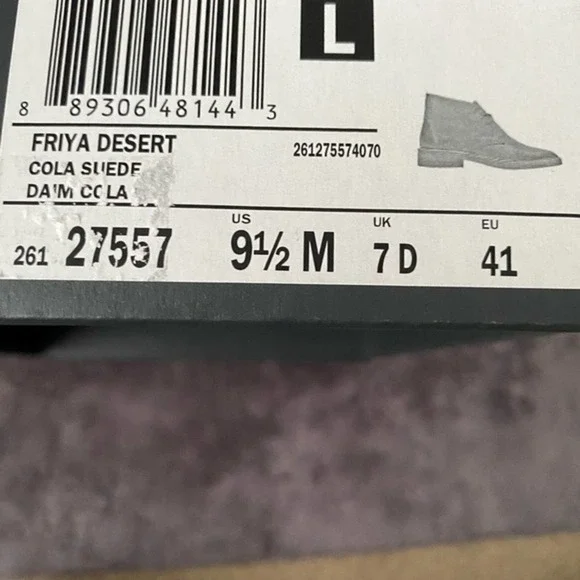 L
8 89306 48144 3
FRIYA DESERT
261275574070
COLA SUEDE
DAIM COLA
US UK EU
261 27557 9½ M 7 D 41